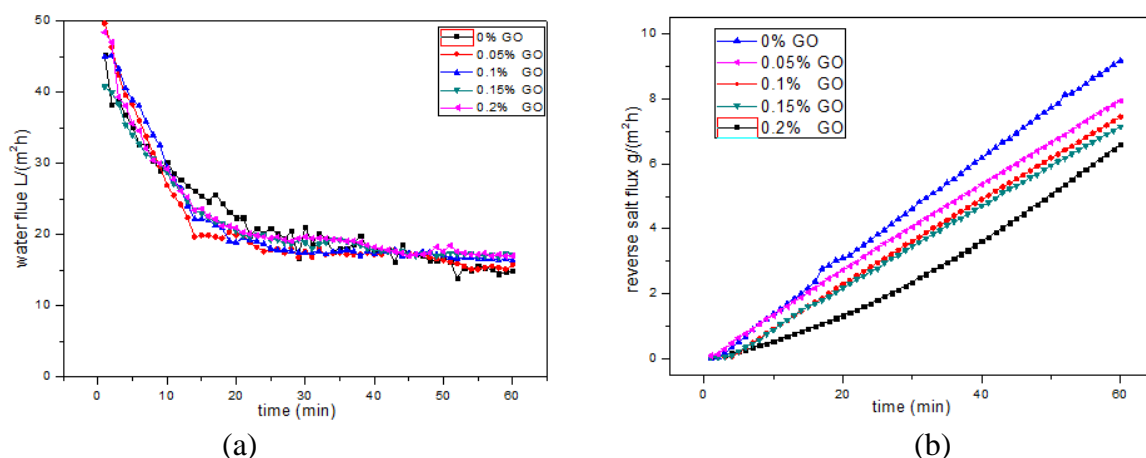 50
40
30
20
10
0
0
10
20
30
40
50
60
water flue L/(m²h)
time (min)
0% GO
0.05% GO
0.1% GO
0.15% GO
0.2% GO
(a)
10
8
6
4
2
0
0
10
20
30
40
50
60
reverse salt flux g/(m²h)
time (min)
0% GO
0.05% GO
0.1% GO
0.15% GO
0.2% GO
(b)